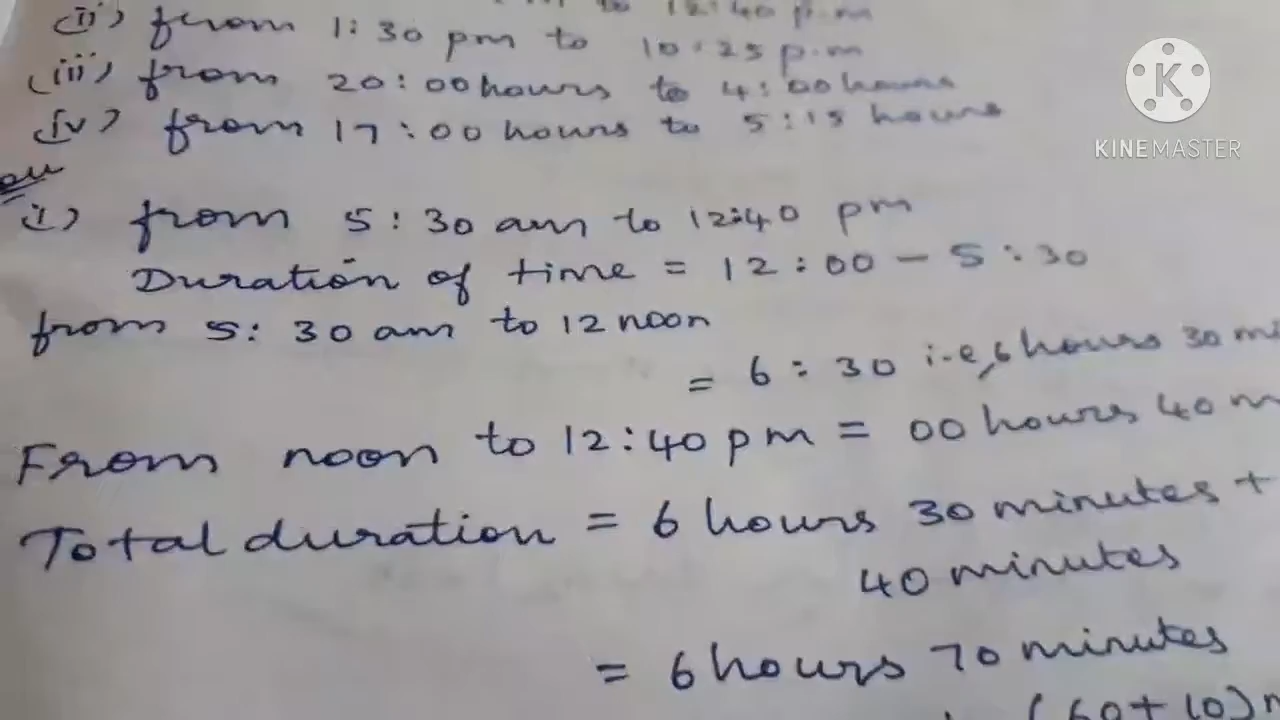 to 12:40 p.m
(ii) from 1:30 pm to 10:25 p.m
(iii) from 20:00 hours to 4:00 hours
(iv) from 17:00 hours to 5:15 hours
(i) from 5:30 am to 12:40 pm
Duration of time = 12:00 - 5:30
from 5:30 am to 12 noon
= 6:30 i.e, 6 hours 30 mi
From noon to 12:40 pm = 00 hours 40 m
Total duration = 6 hours 30 minutes +
40 minutes
= 6 hours 70 minutes
(60+10) m
K
KINEMASTER